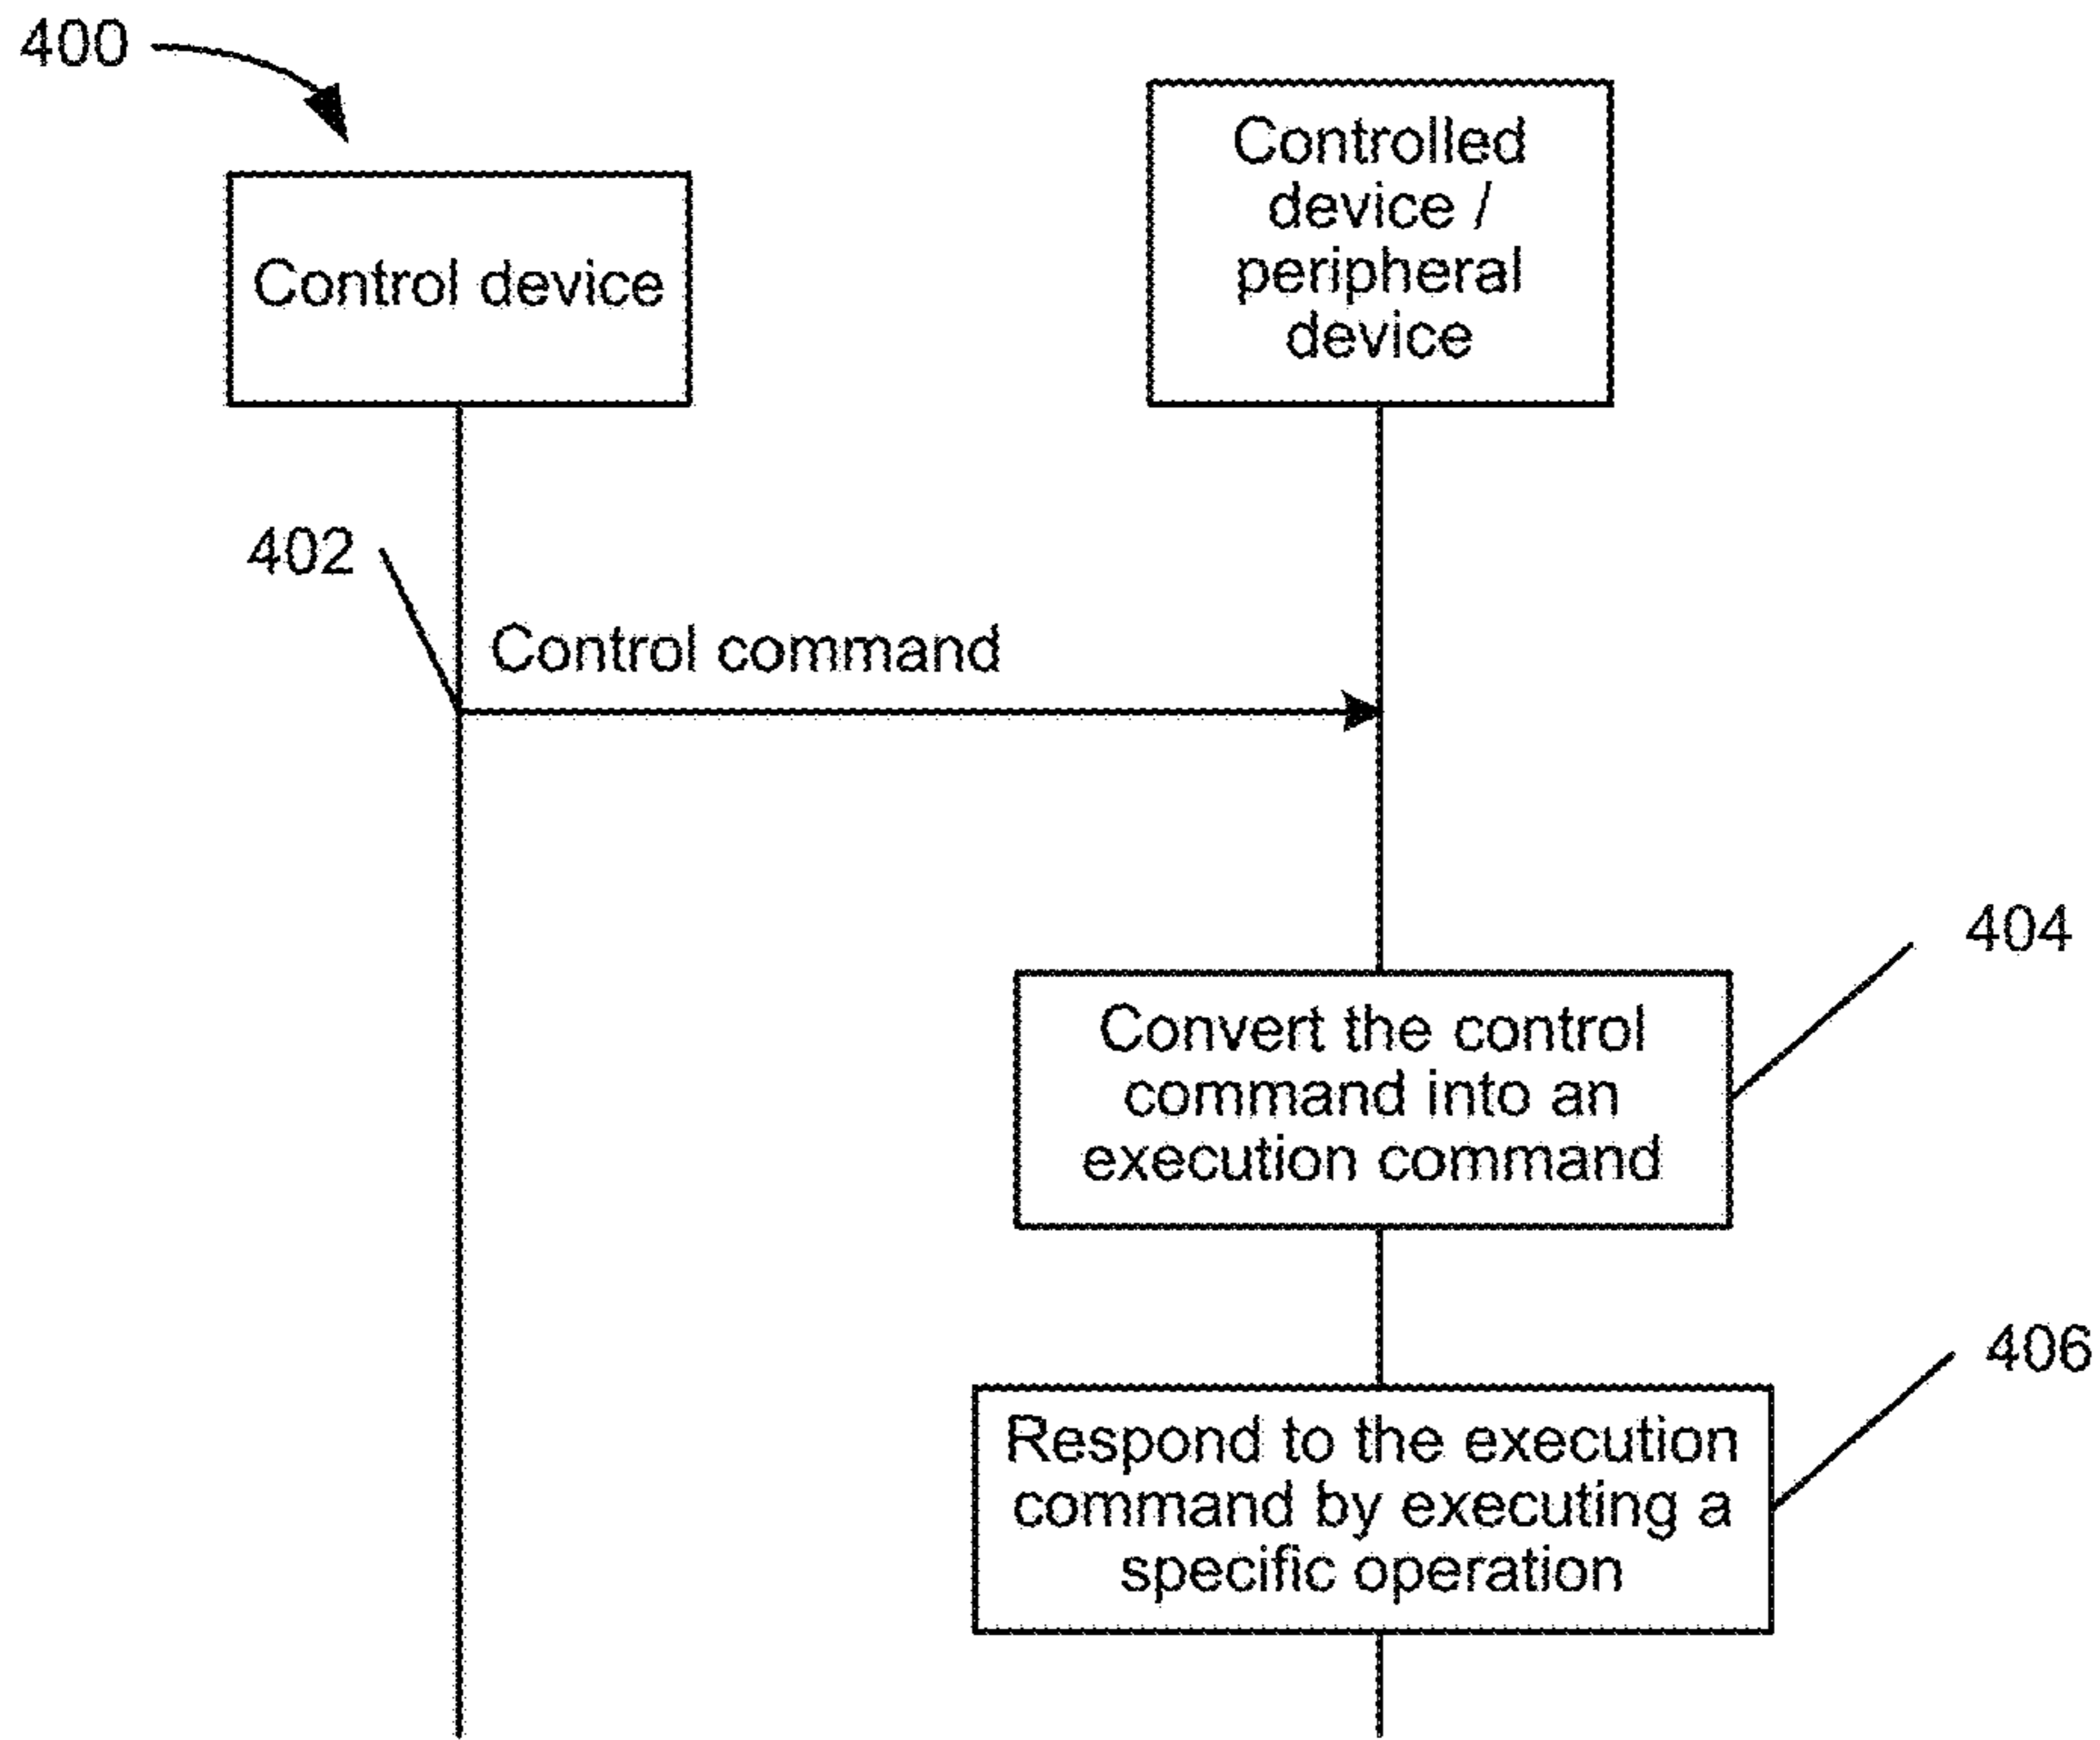 400
Control device
Controlled
device /
peripheral
device
402
Control command
404
Convert the control
command into an
execution command
406
Respond to the execution
command by executing a
specific operation